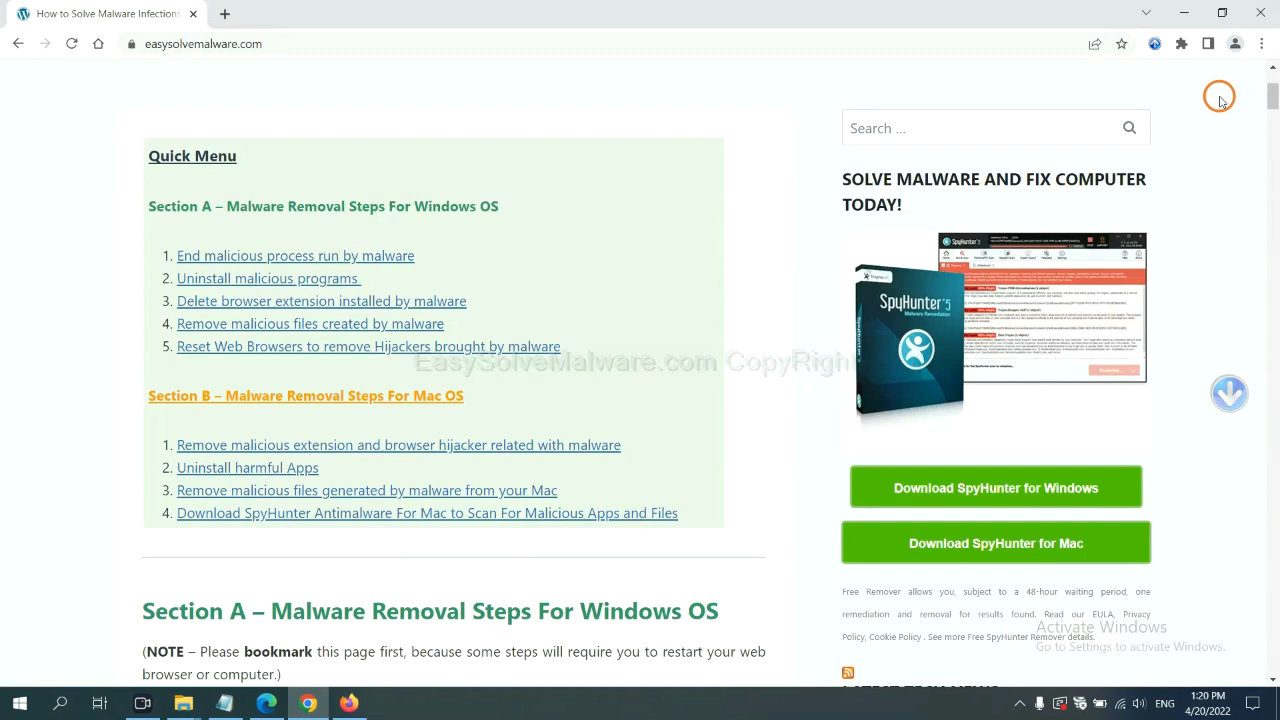 How to Solve Malware Infections
easysolvemalware.com
Search ...
Quick Menu
Section A – Malware Removal Steps For Windows OS
1. End malicious process run by malware
2. Uninstall malicious programs.
3. Delete browser extension installed by malware
4. Remove malicious files created by malware
5. Reset Web Browser to remove Hijackers brought by malware
Section B – Malware Removal Steps For Mac OS
1. Remove malicious extension and browser hijacker related with malware
2. Uninstall harmful Apps
3. Remove malicious files generated by malware from your Mac
4. Download SpyHunter Antimalware For Mac to Scan For Malicious Apps and Files
Section A – Malware Removal Steps For Windows OS
(NOTE – Please bookmark this page first, because some steps will require you to restart your web
browser or computer.)
SOLVE MALWARE AND FIX COMPUTER
TODAY!
SpyHunter 5
Malware Remediation
Download SpyHunter for Windows
Download SpyHunter for Mac
Free Remover allows you, subject to a 48-hour waiting period, one
remediation and removal for results found. Read our EULA, Privacy
Policy, Cookie Policy . See more Free SpyHunter Remover details.
Activate Windows
Go to Settings to activate Windows.
ENG
1:20 PM
4/20/2022